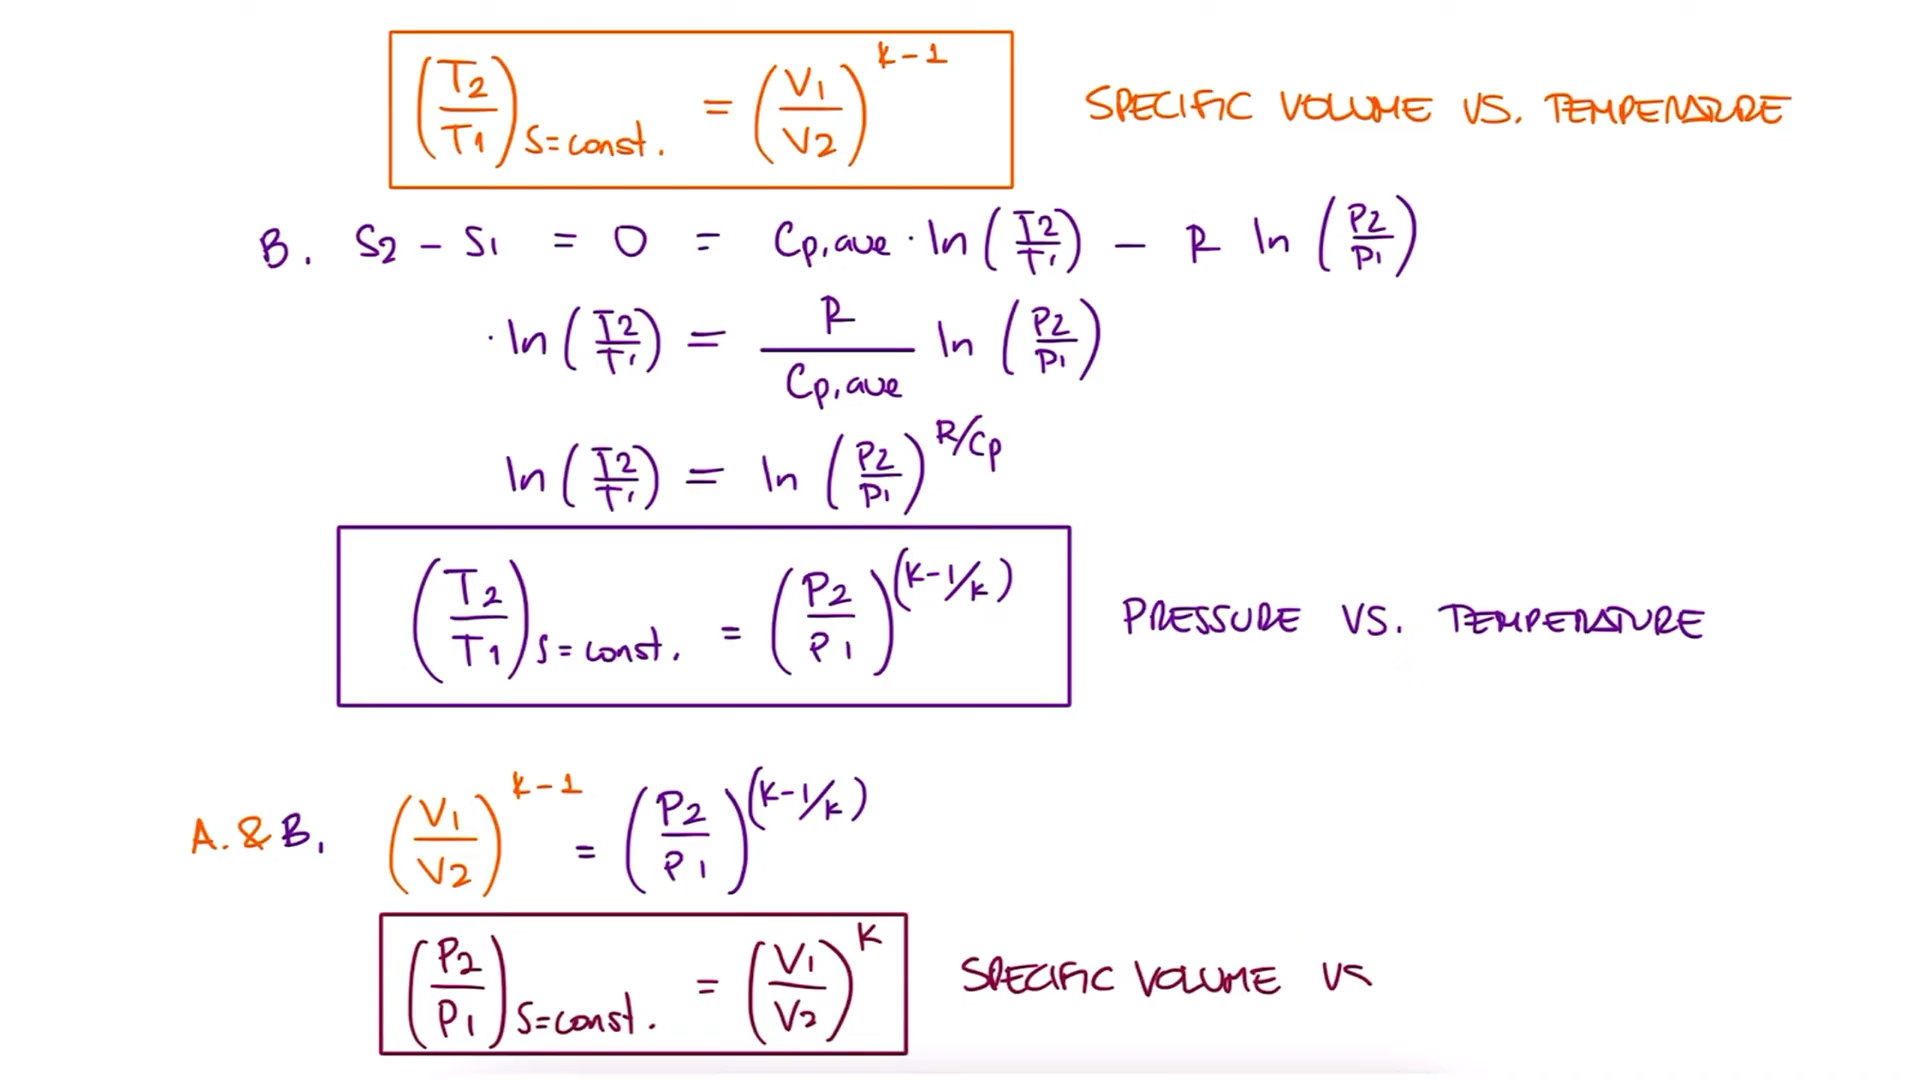 (T2/T1)s=const. = (V1/V2)^k-1 SPECIFIC VOLUME VS. TEMPERATURE
B. S2 - S1 = 0 = Cp,ave · ln(T2/T1) - R ln(P2/P1)
· ln(T2/T1) = R/Cp,ave ln(P2/P1)
ln(T2/T1) = ln(P2/P1)^R/Cp
(T2/T1)s=const. = (P2/P1)^(k-1/k) PRESSURE VS. TEMPERATURE
A. & B. (V1/V2)^k-1 = (P2/P1)^(k-1/k)
(P2/P1)s=const. = (V1/V2)^k SPECIFIC VOLUME VS